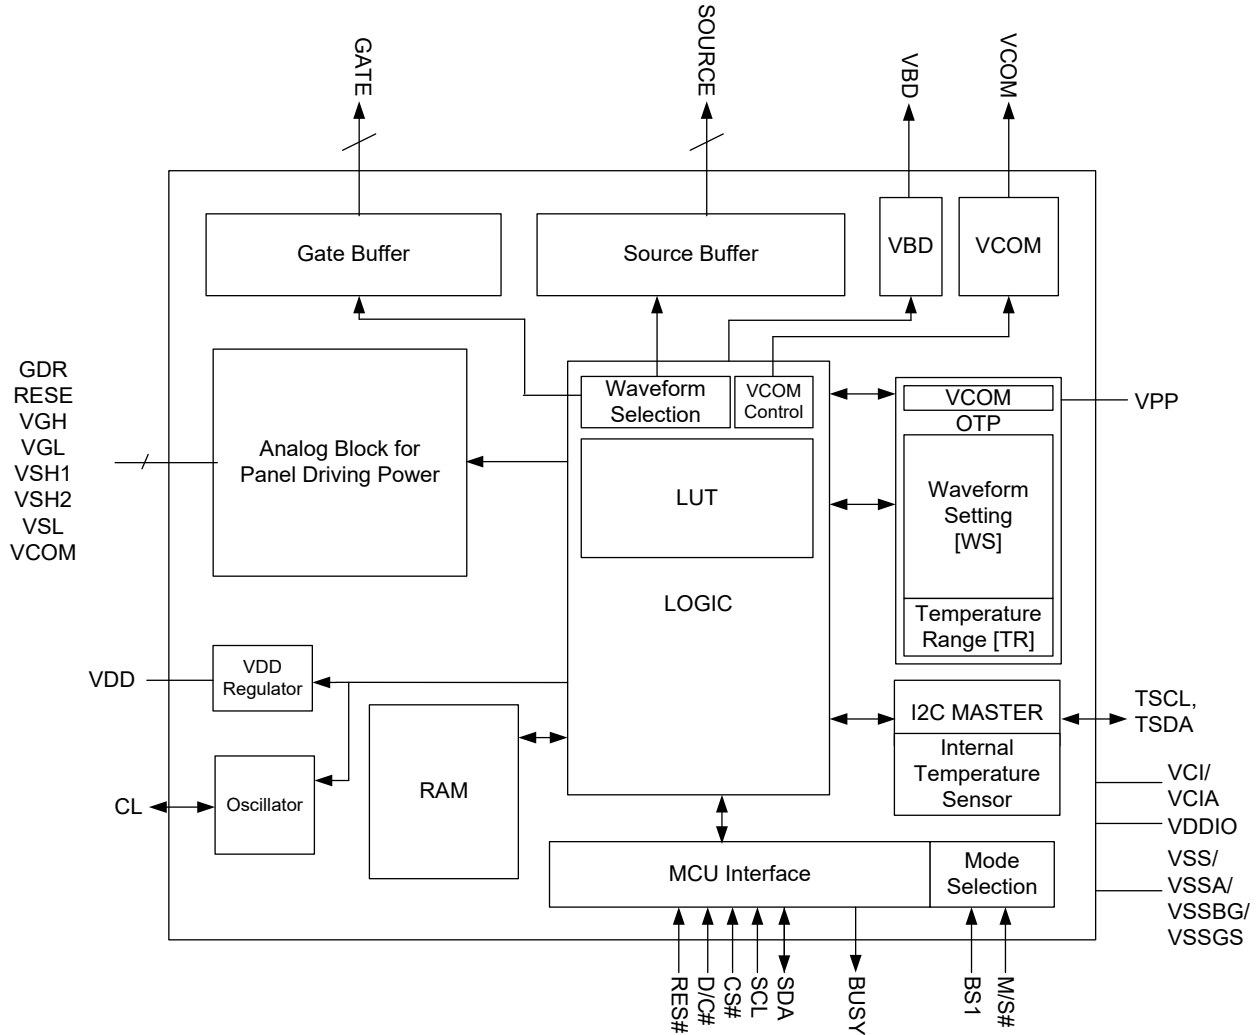 GATE
SOURCE
VBD
VCOM
Gate Buffer
Source Buffer
VBD
VCOM
GDR
RESE
VGH
VGL
VSH1
VSH2
VSL
VCOM
Analog Block for
Panel Driving Power
Waveform
Selection
VCOM
Control
LUT
LOGIC
VCOM
OTP
Waveform
Setting
[WS]
Temperature
Range [TR]
VPP
VDD
VDD
Regulator
CL
Oscillator
RAM
I2C MASTER
Internal
Temperature
Sensor
TSCL,
TSDA
VCI/
VCIA
VDDIO
VSS/
VSSA/
VSSBG/
VSSGS
MCU Interface
Mode
Selection
RES#
D/C#
CS#
SCL
SDA
BUSY
BS1
M/S#